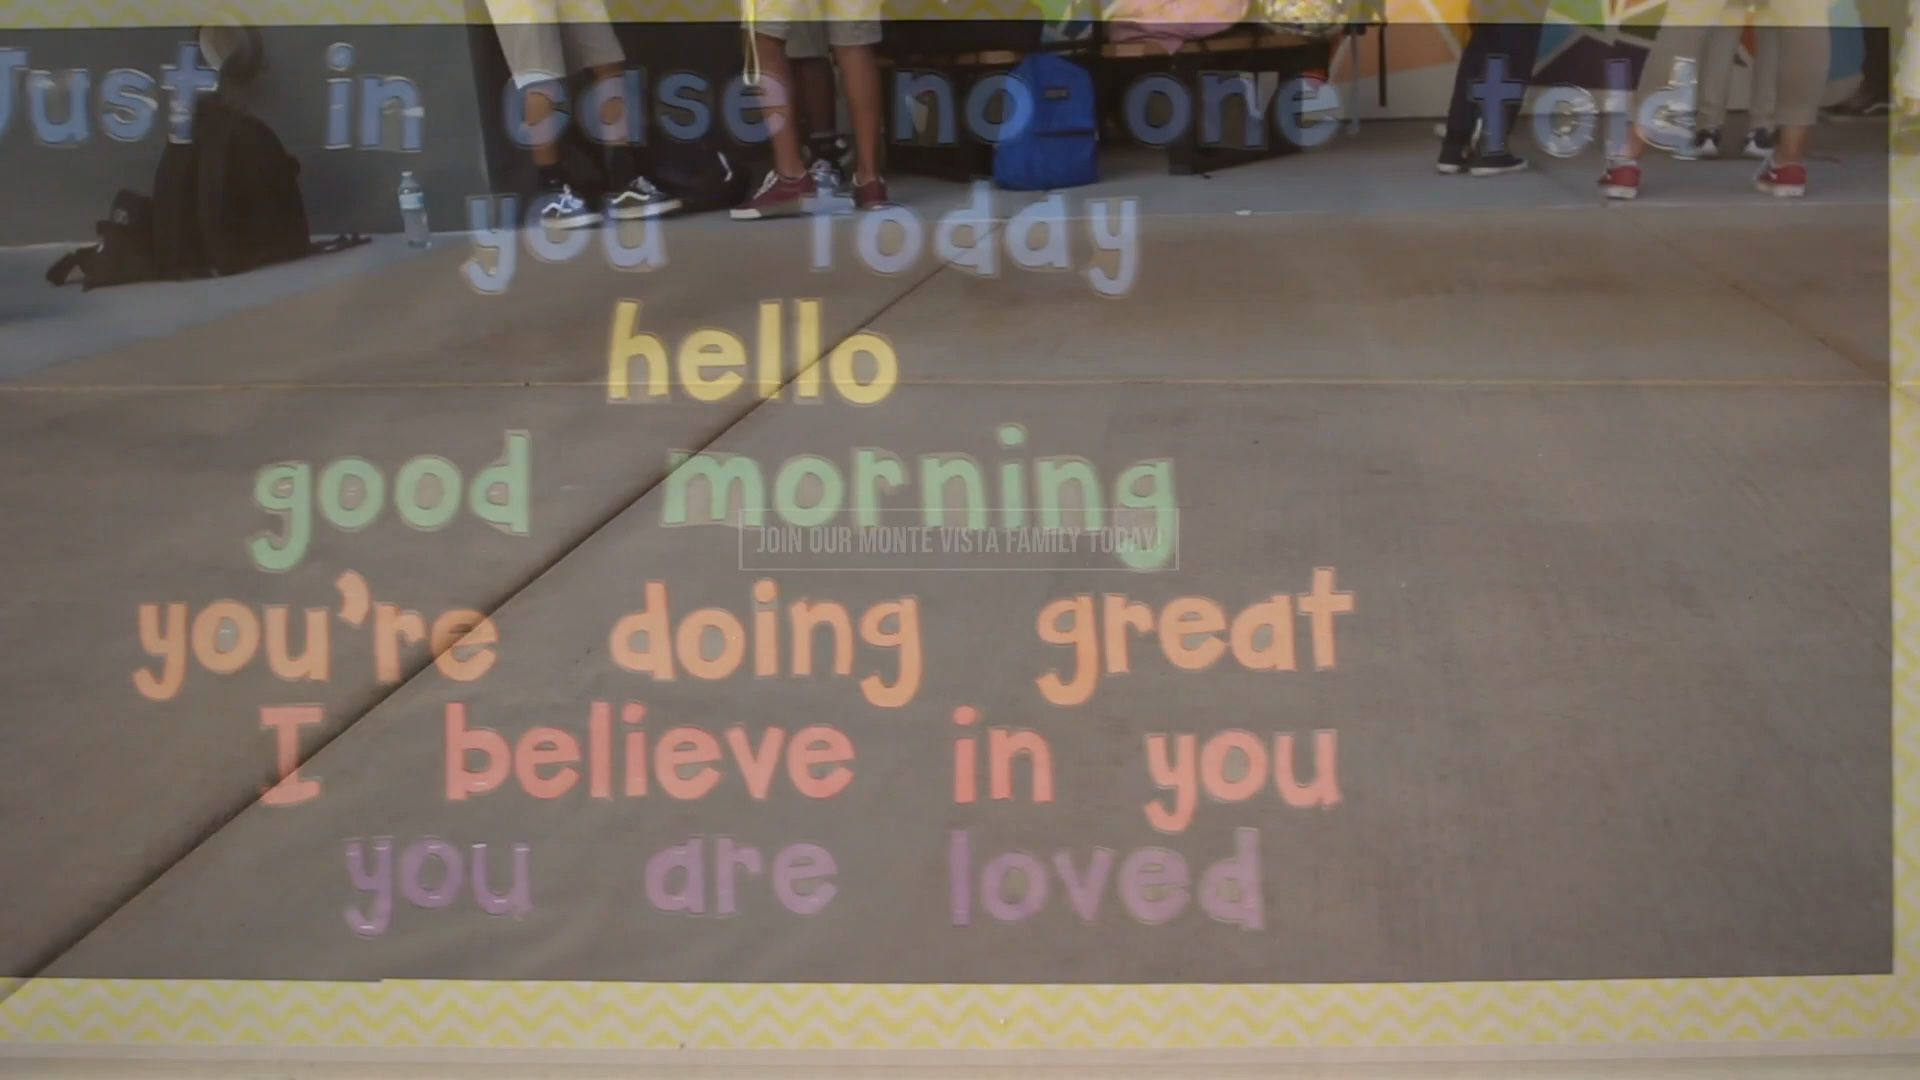 Just in case no one told
you today
hello
good morning
JOIN OUR MONTE VISTA FAMILY TODAY!
you're doing great
I believe in you
you are loved